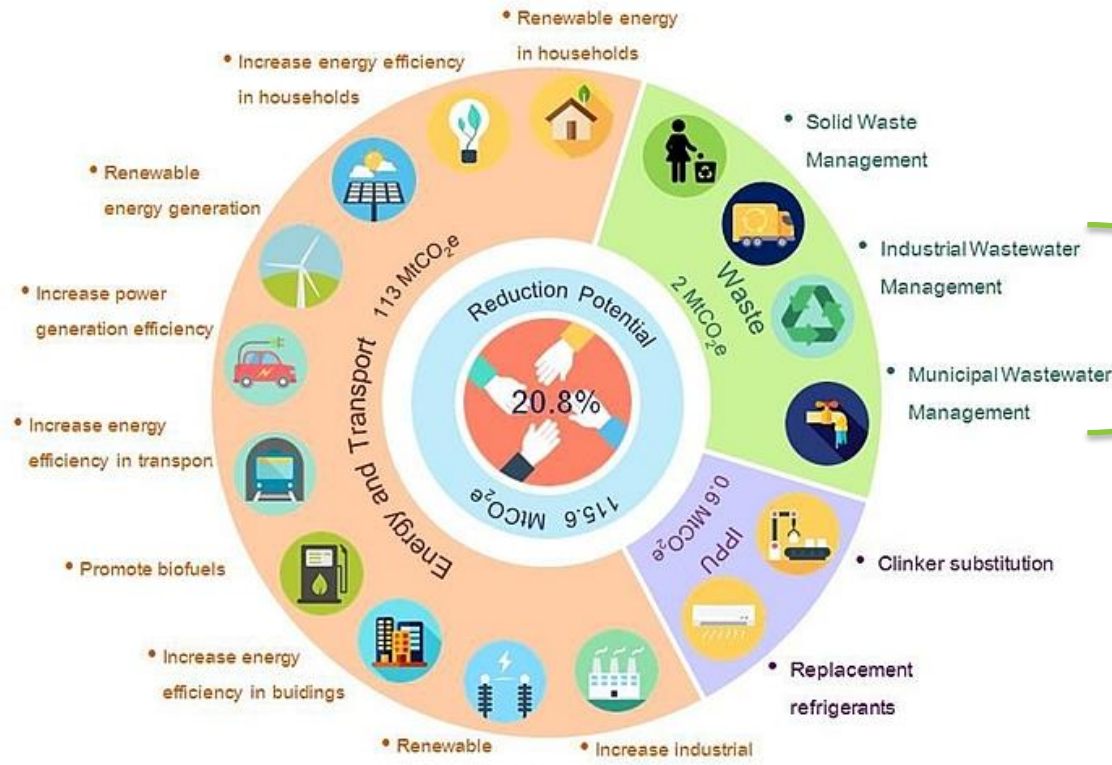 • Renewable energy
in households
• Increase energy efficiency
in households
• Renewable
energy generation
• Increase power
generation efficiency
• Increase energy
efficiency in transport
• Promote biofuels
• Increase energy
efficiency in buidings
• Renewable
• Increase industrial
• Solid Waste
Management
• Industrial Wastewater
Management
• Municipal Wastewater
Management
• Clinker substitution
• Replacement
refrigerants
Energy and Transport 113 MtCO₂e
Waste
2 MtCO₂e
IPPU
0.6 MtCO₂e
Reduction Potential
20.8%
115.6 MtCO₂e